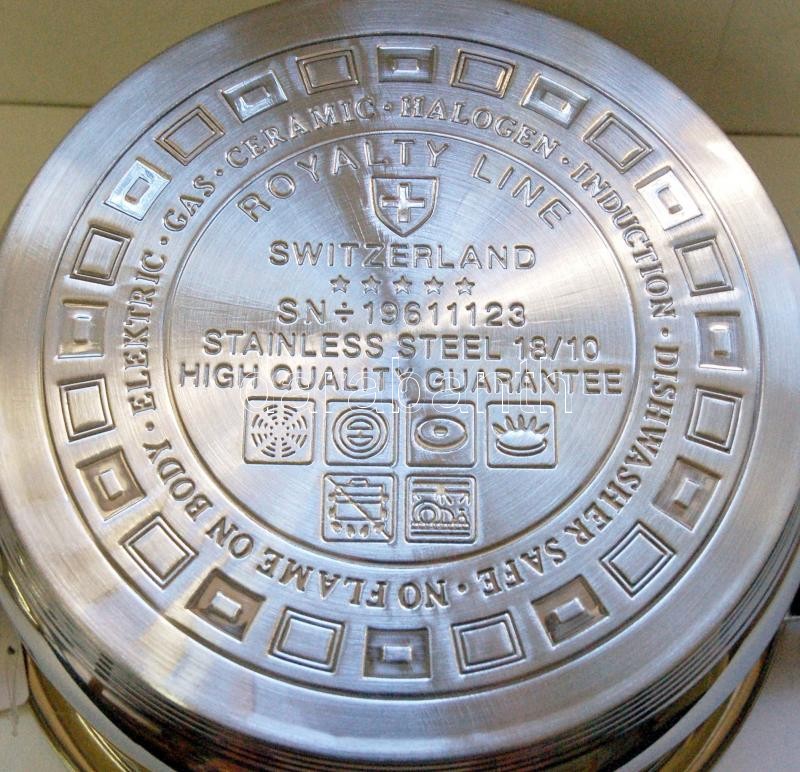 ROYALTY LINE
SWITZERLAND
SN÷19611123
STAINLESS STEEL 18/10
HIGH QUALITY GUARANTEE
ELEKTRIC · GAS · CERAMIC · HALOGEN · INDUCTION · DISHWASHER SAFE · NO FLAME ON BODY ·